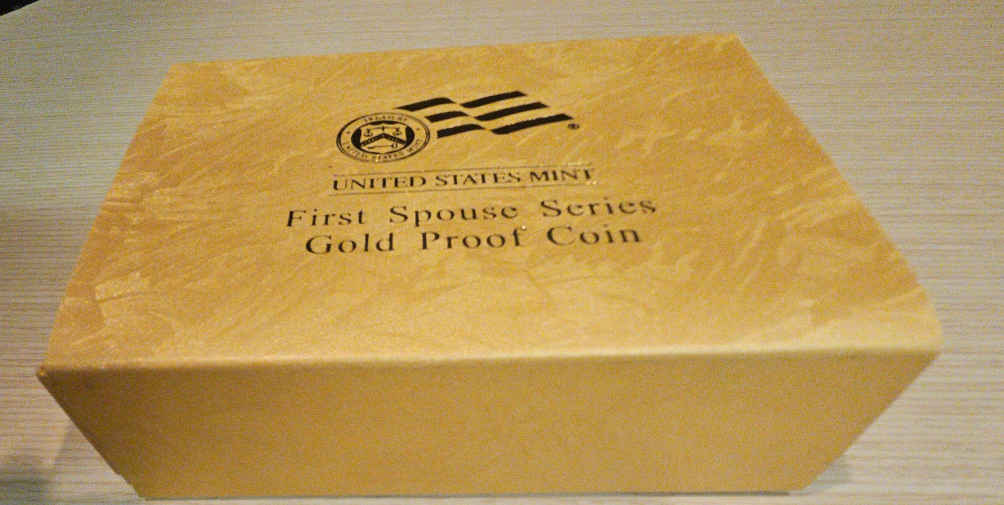 UNITED STATES MINT
First Spouse Series
Gold Proof Coin
®